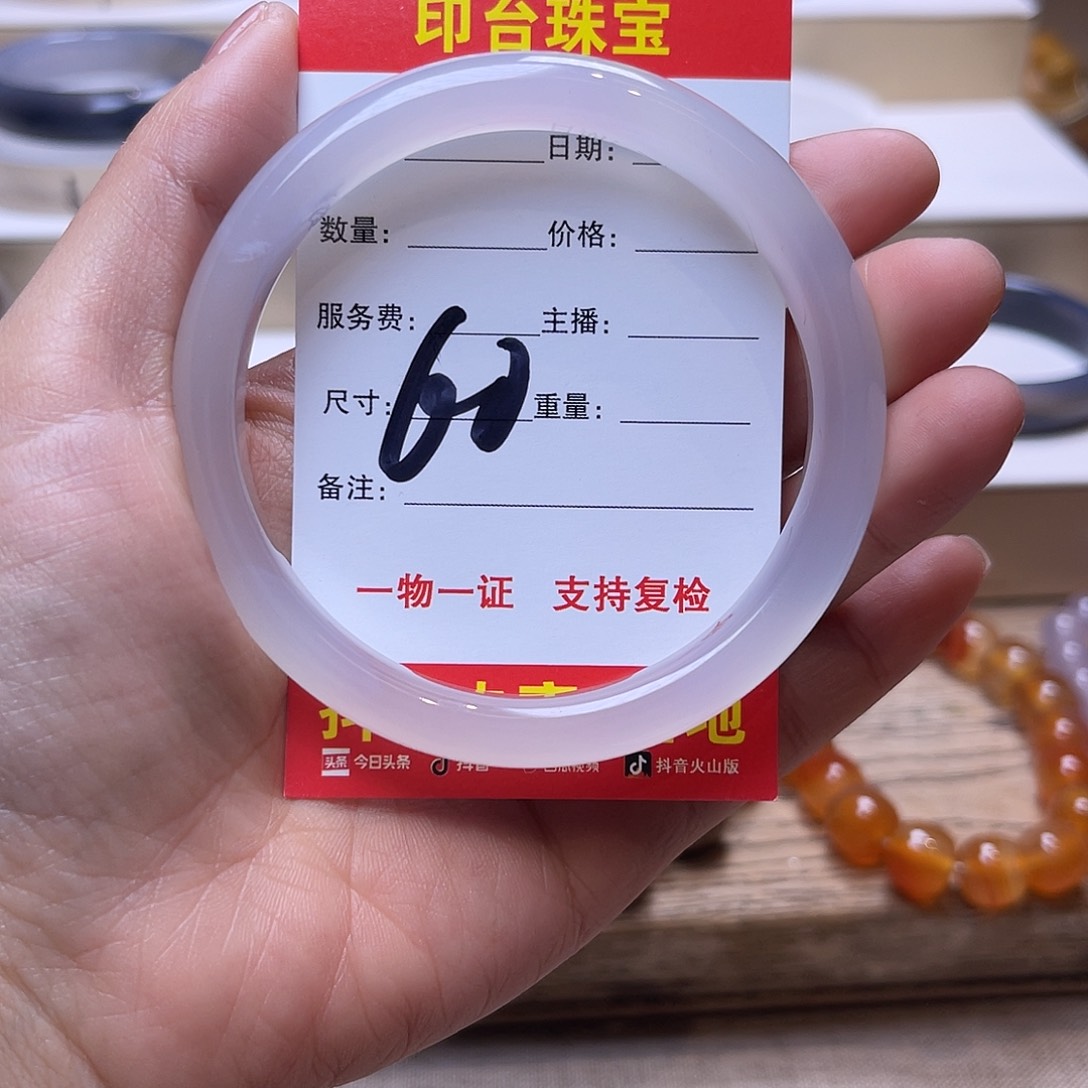 印台珠宝
日期：
数量： 价格：
服务费： 主播：
尺寸：60 重量：
备注：
一物一证 支持复检
头条 今日头条 抖音 抖音火山版